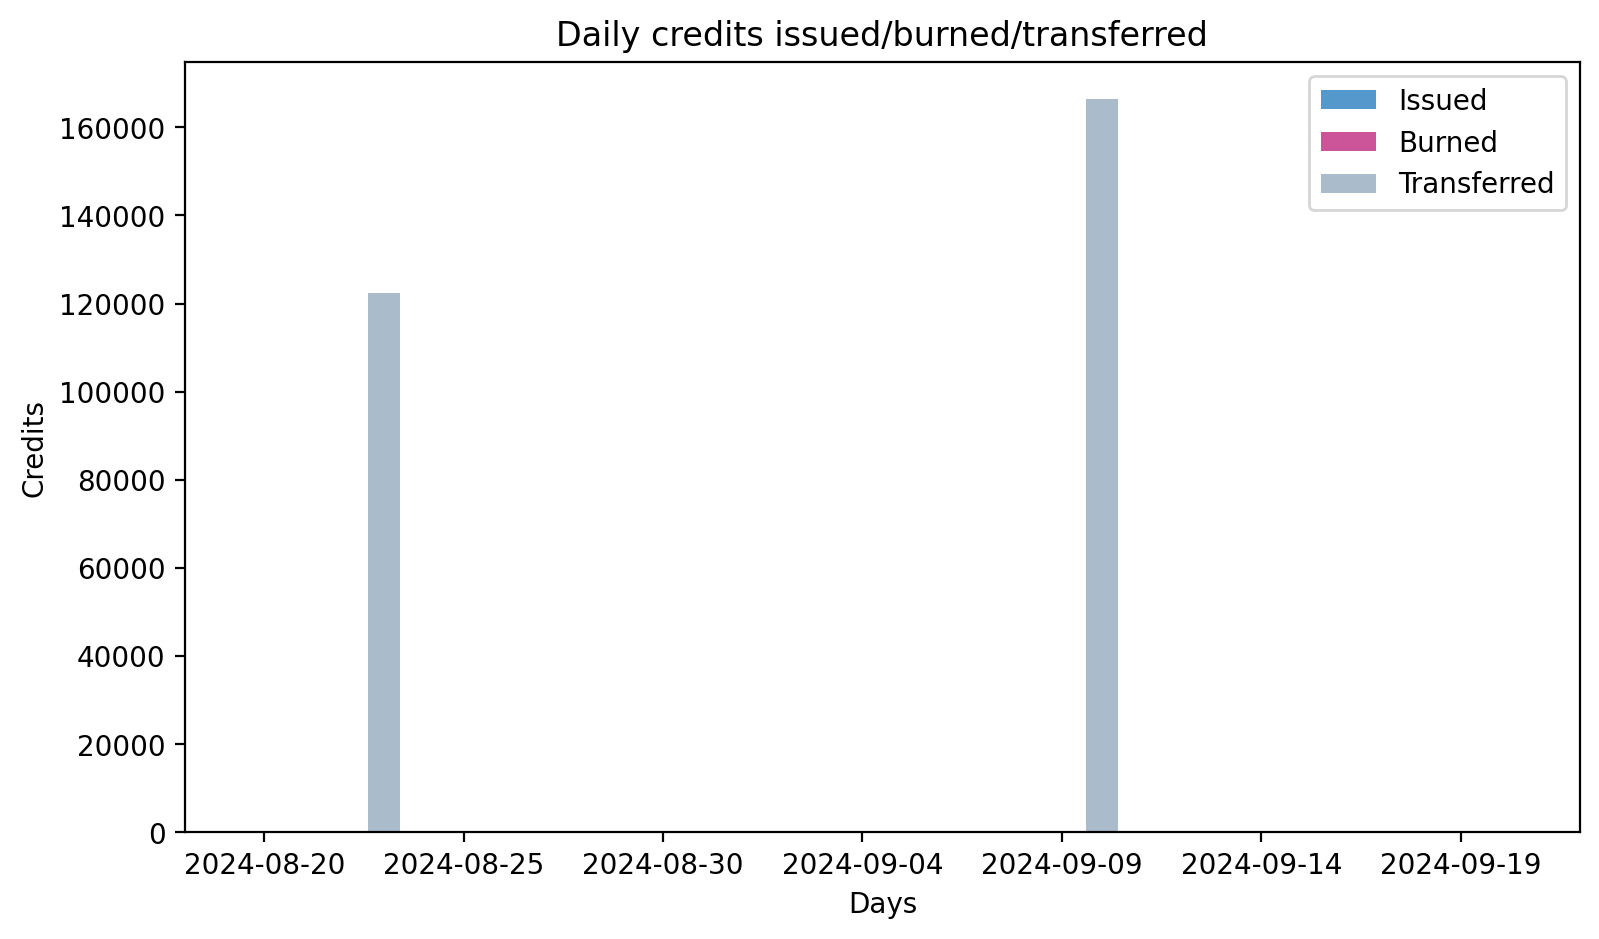 Daily credits issued/burned/transferred
Issued
Burned
Transferred
160000
140000
120000
100000
80000
60000
40000
20000
0
Credits
2024-08-20 2024-08-25 2024-08-30 2024-09-04 2024-09-09 2024-09-14 2024-09-19
Days